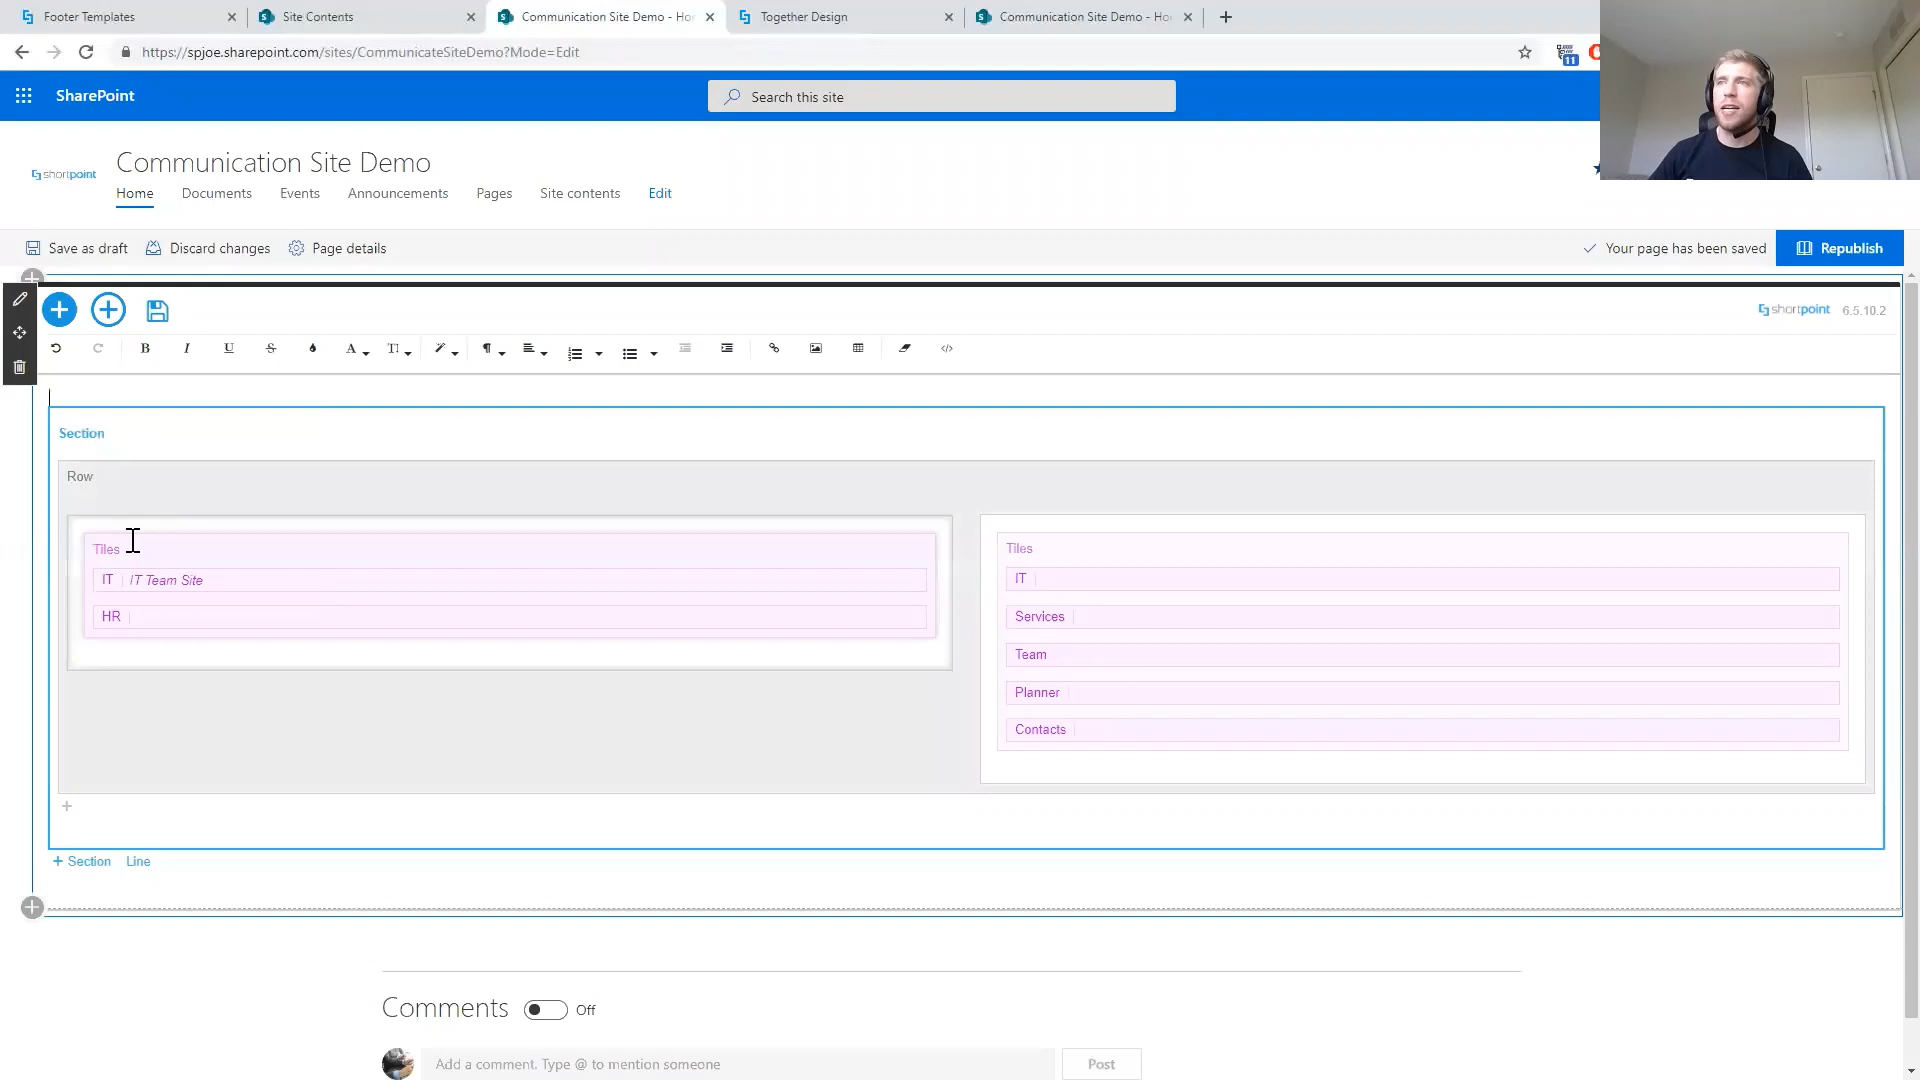 Footer Templates
Site Contents
Communication Site Demo - Ho
Together Design
Communication Site Demo - Ho
https://spjoe.sharepoint.com/sites/CommunicateSiteDemo?Mode=Edit
11
SharePoint
Search this site
shortpoint
Communication Site Demo
Home
Documents
Events
Announcements
Pages
Site contents
Edit
Save as draft
Discard changes
Page details
Your page has been saved
Republish
shortpoint 6.5.10.2
Section
Row
Tiles
IT
IT Team Site
HR
Tiles
IT
Services
Team
Planner
Contacts
+ Section
Line
Comments
Off
Add a comment. Type @ to mention someone
Post